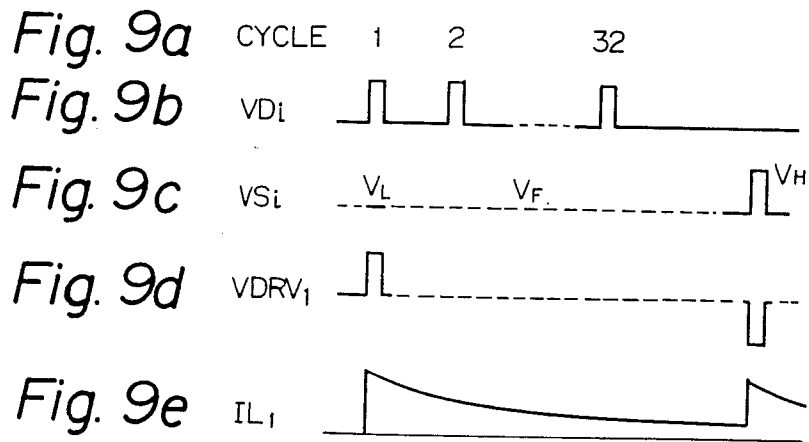 Fig. 9a CYCLE 1 2 32
Fig. 9b VDi
Fig. 9c VSi VL VF. VH
Fig. 9d VDRV1
Fig. 9e IL1